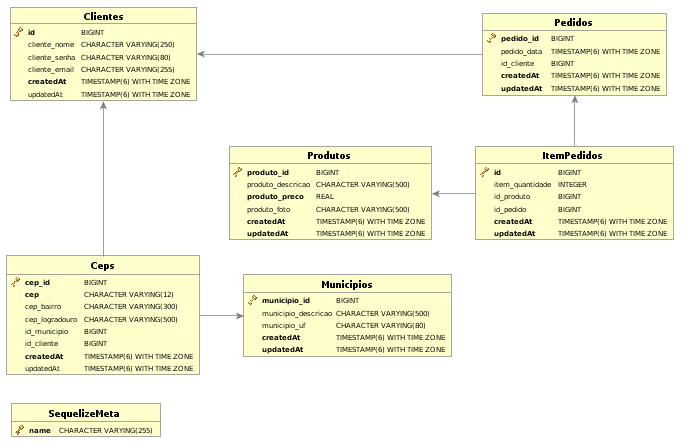 Clientes
id BIGINT
cliente_nome CHARACTER VARYING(250)
cliente_senha CHARACTER VARYING(80)
cliente_email CHARACTER VARYING(255)
createdAt TIMESTAMP(6) WITH TIME ZONE
updatedAt TIMESTAMP(6) WITH TIME ZONE
Pedidos
pedido_id BIGINT
pedido_data TIMESTAMP(6) WITH TIME ZONE
id_cliente BIGINT
createdAt TIMESTAMP(6) WITH TIME ZONE
updatedAt TIMESTAMP(6) WITH TIME ZONE
Produtos
produto_id BIGINT
produto_descricao CHARACTER VARYING(500)
produto_preco REAL
produto_foto CHARACTER VARYING(500)
createdAt TIMESTAMP(6) WITH TIME ZONE
updatedAt TIMESTAMP(6) WITH TIME ZONE
ItemPedidos
id BIGINT
item_quantidade INTEGER
id_produto BIGINT
id_pedido BIGINT
createdAt TIMESTAMP(6) WITH TIME ZONE
updatedAt TIMESTAMP(6) WITH TIME ZONE
Ceps
cep_id BIGINT
cep CHARACTER VARYING(12)
cep_bairro CHARACTER VARYING(300)
cep_logradouro CHARACTER VARYING(500)
id_municipio BIGINT
id_cliente BIGINT
createdAt TIMESTAMP(6) WITH TIME ZONE
updatedAt TIMESTAMP(6) WITH TIME ZONE
Municipios
municipio_id BIGINT
municipio_descricao CHARACTER VARYING(500)
municipio_uf CHARACTER VARYING(80)
createdAt TIMESTAMP(6) WITH TIME ZONE
updatedAt TIMESTAMP(6) WITH TIME ZONE
SequelizeMeta
name CHARACTER VARYING(255)